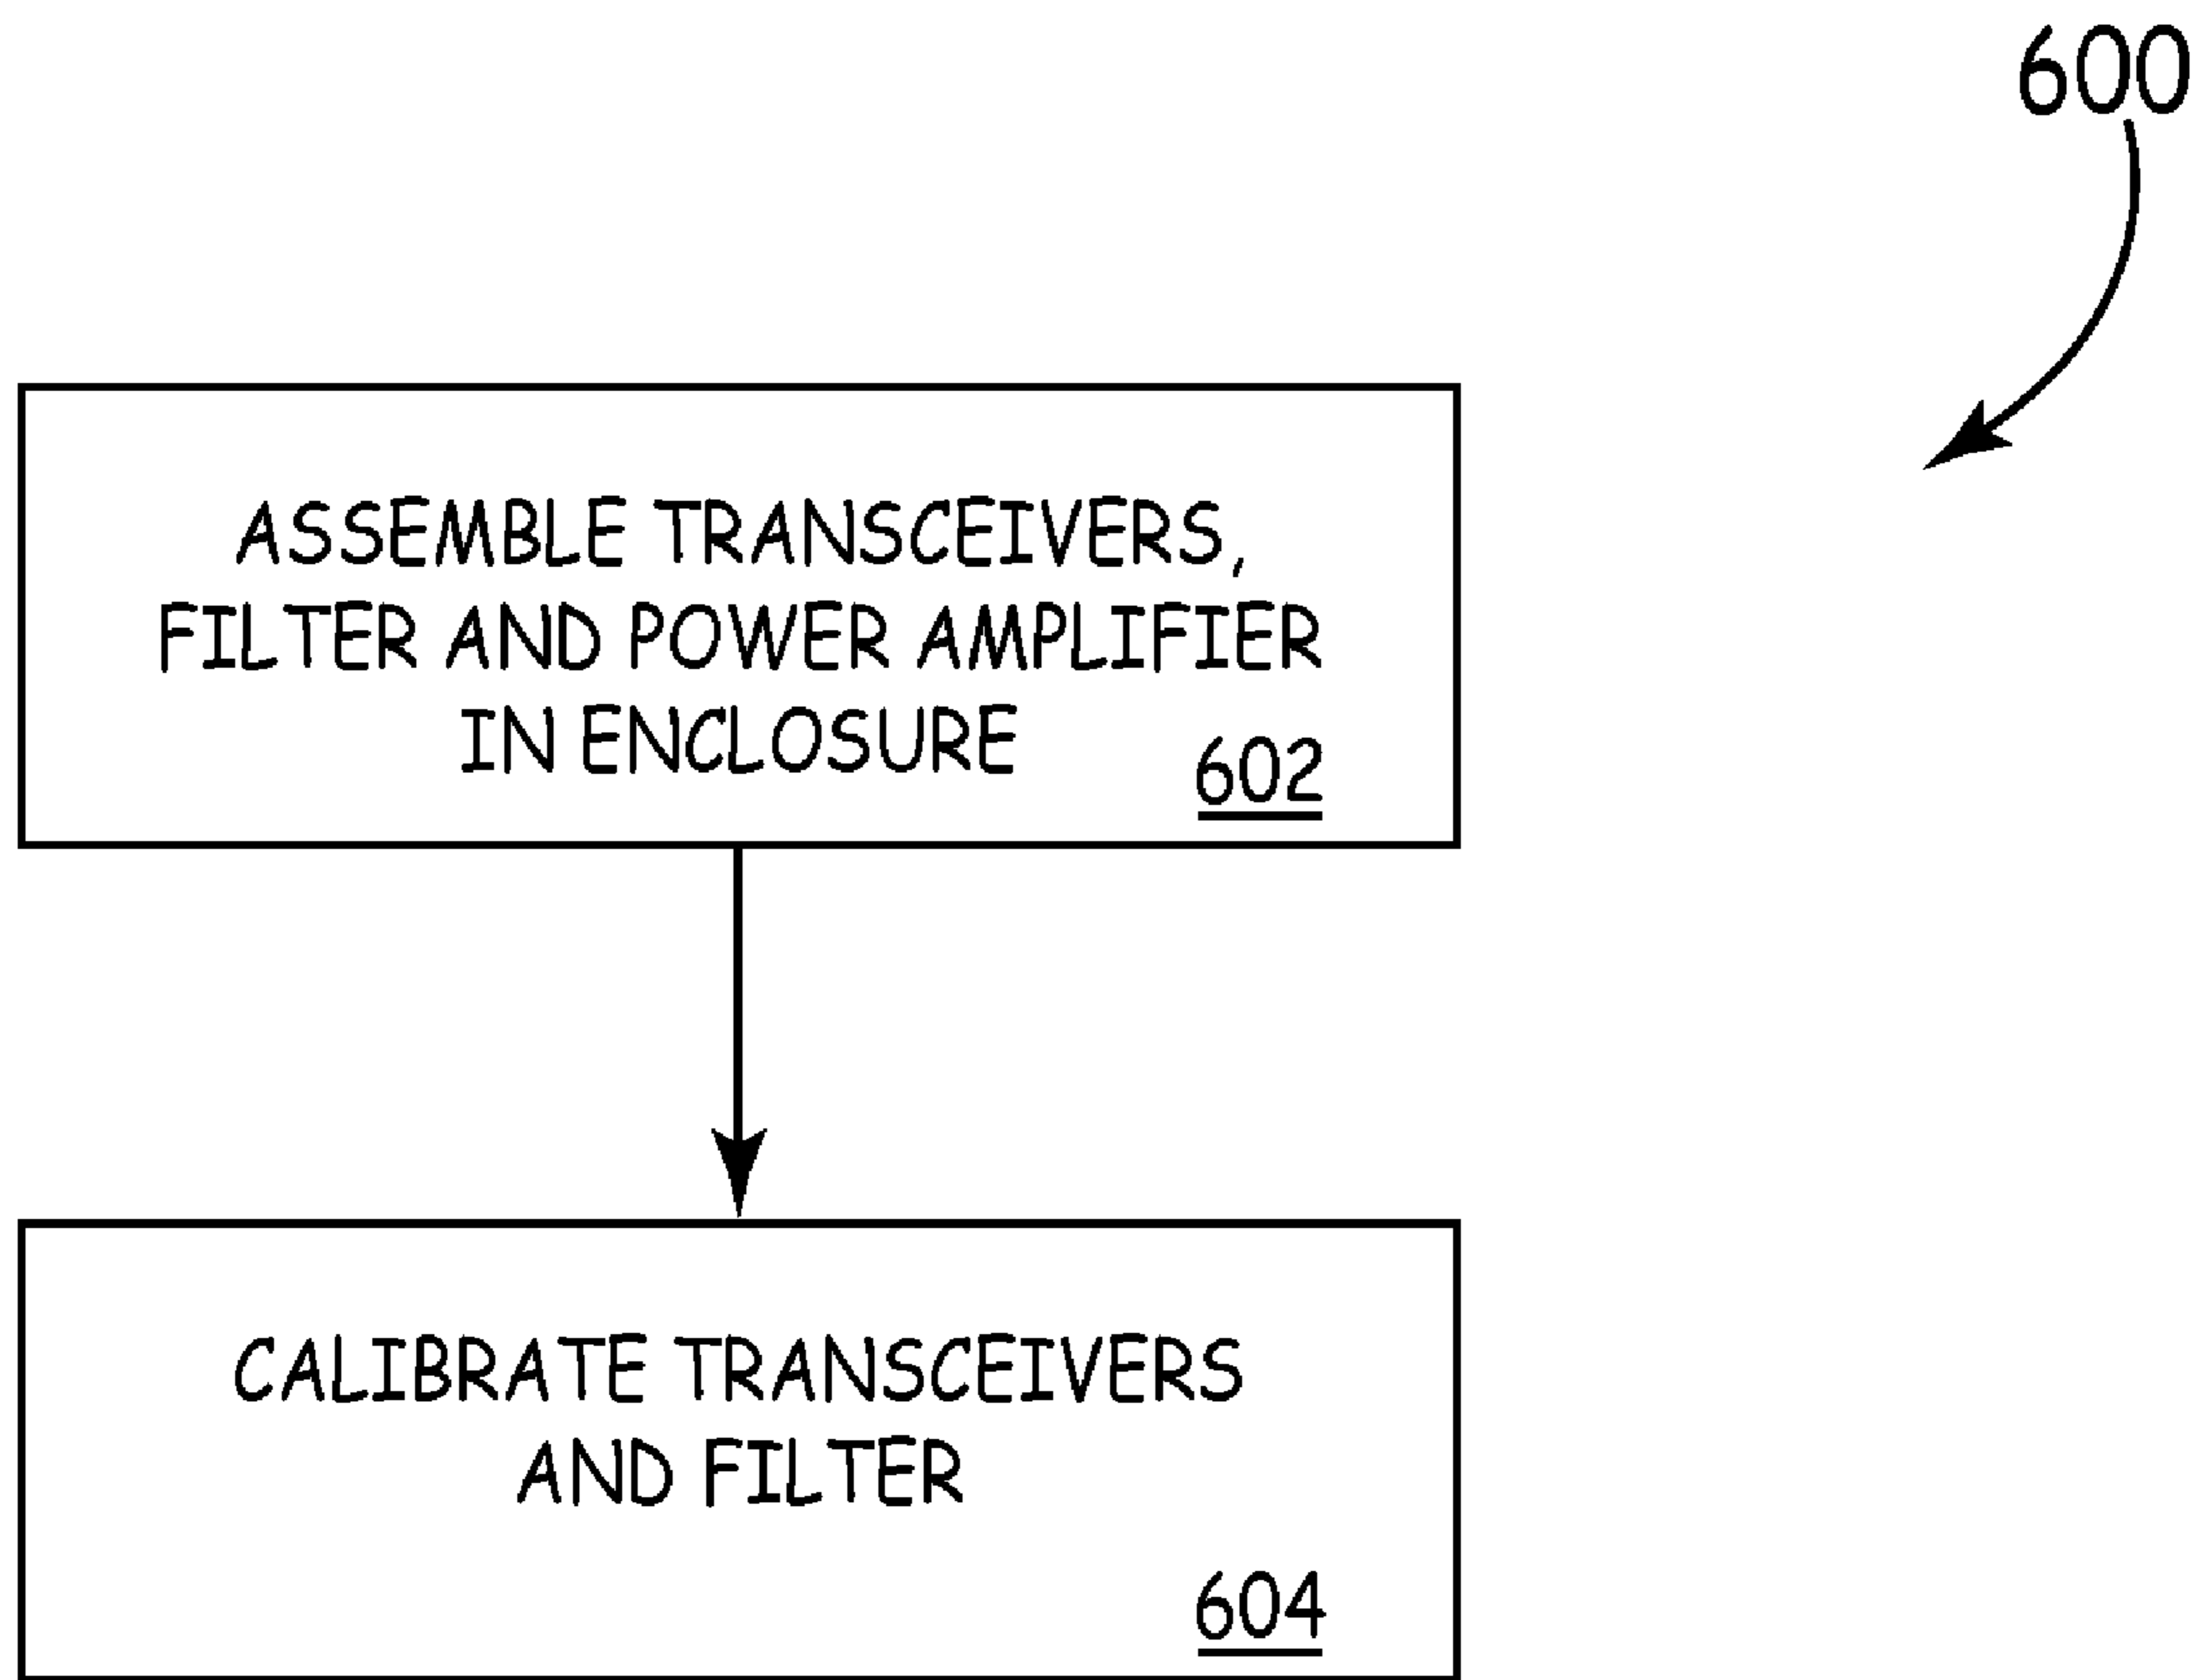 600
ASSEMBLE TRANSCEIVERS,
FILTER AND POWER AMPLIFIER
IN ENCLOSURE
602
CALIBRATE TRANSCEIVERS
AND FILTER
604